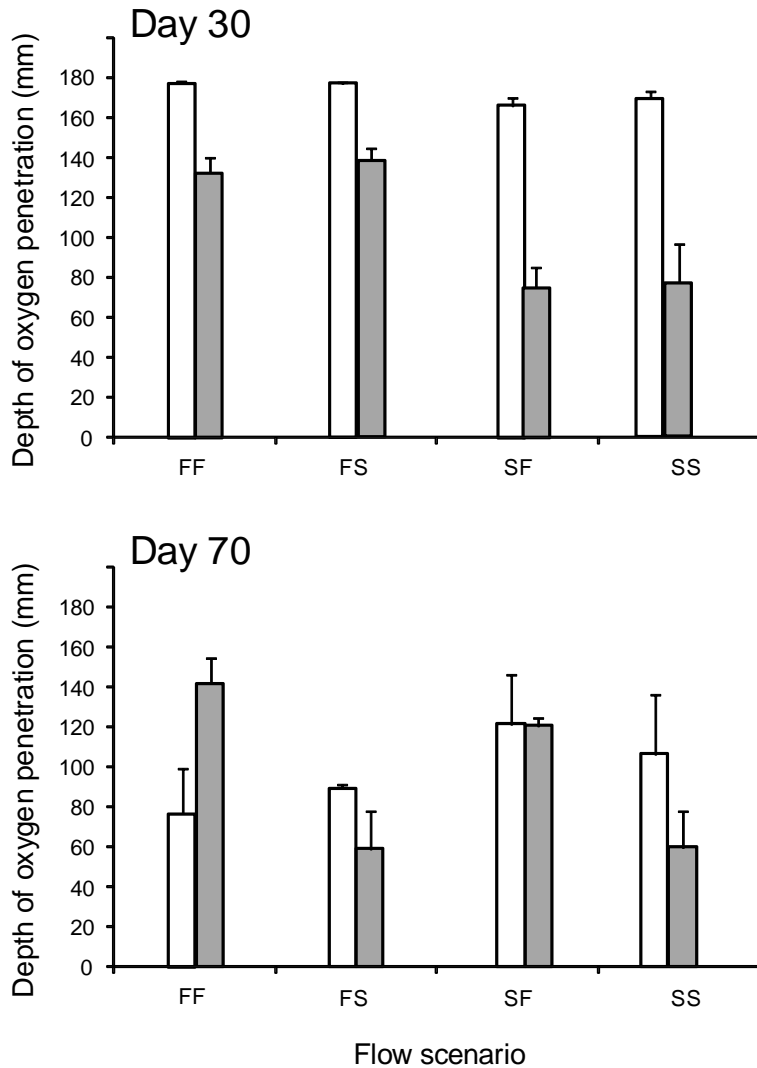 Day 30
Depth of oxygen penetration (mm)
180
160
140
120
100
80
60
40
20
0
FF FS SF SS
Day 70
Depth of oxygen penetration (mm)
180
160
140
120
100
80
60
40
20
0
FF FS SF SS
Flow scenario